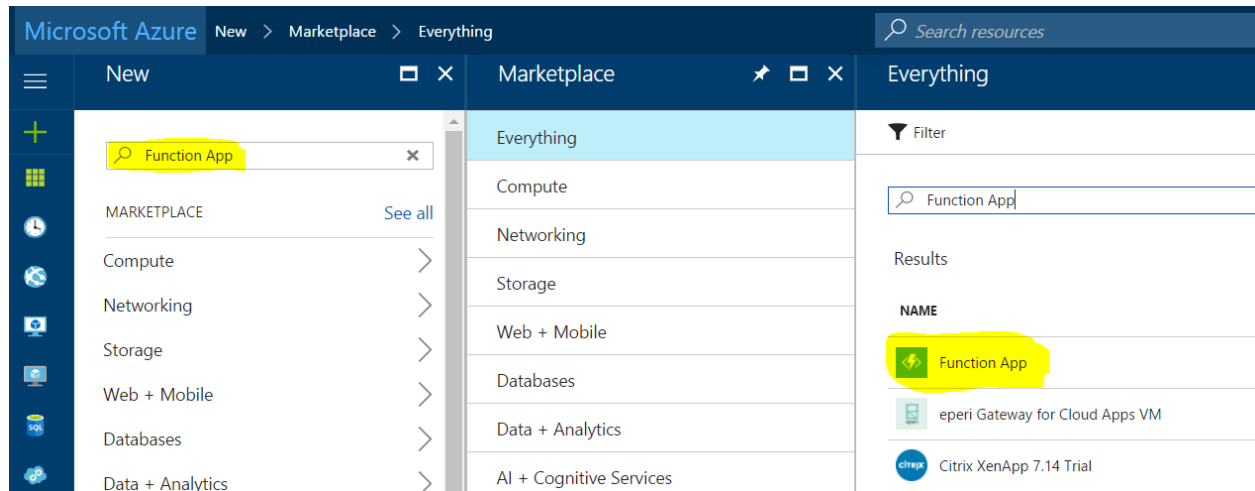 Microsoft Azure New > Marketplace > Everything
Search resources
New
Function App
MARKETPLACE
See all
Compute
Networking
Storage
Web + Mobile
Databases
Data + Analytics
SQL
Marketplace
Everything
Compute
Networking
Storage
Web + Mobile
Databases
Data + Analytics
AI + Cognitive Services
Everything
Filter
Function App
Results
NAME
Function App
eperi Gateway for Cloud Apps VM
citrix
Citrix XenApp 7.14 Trial